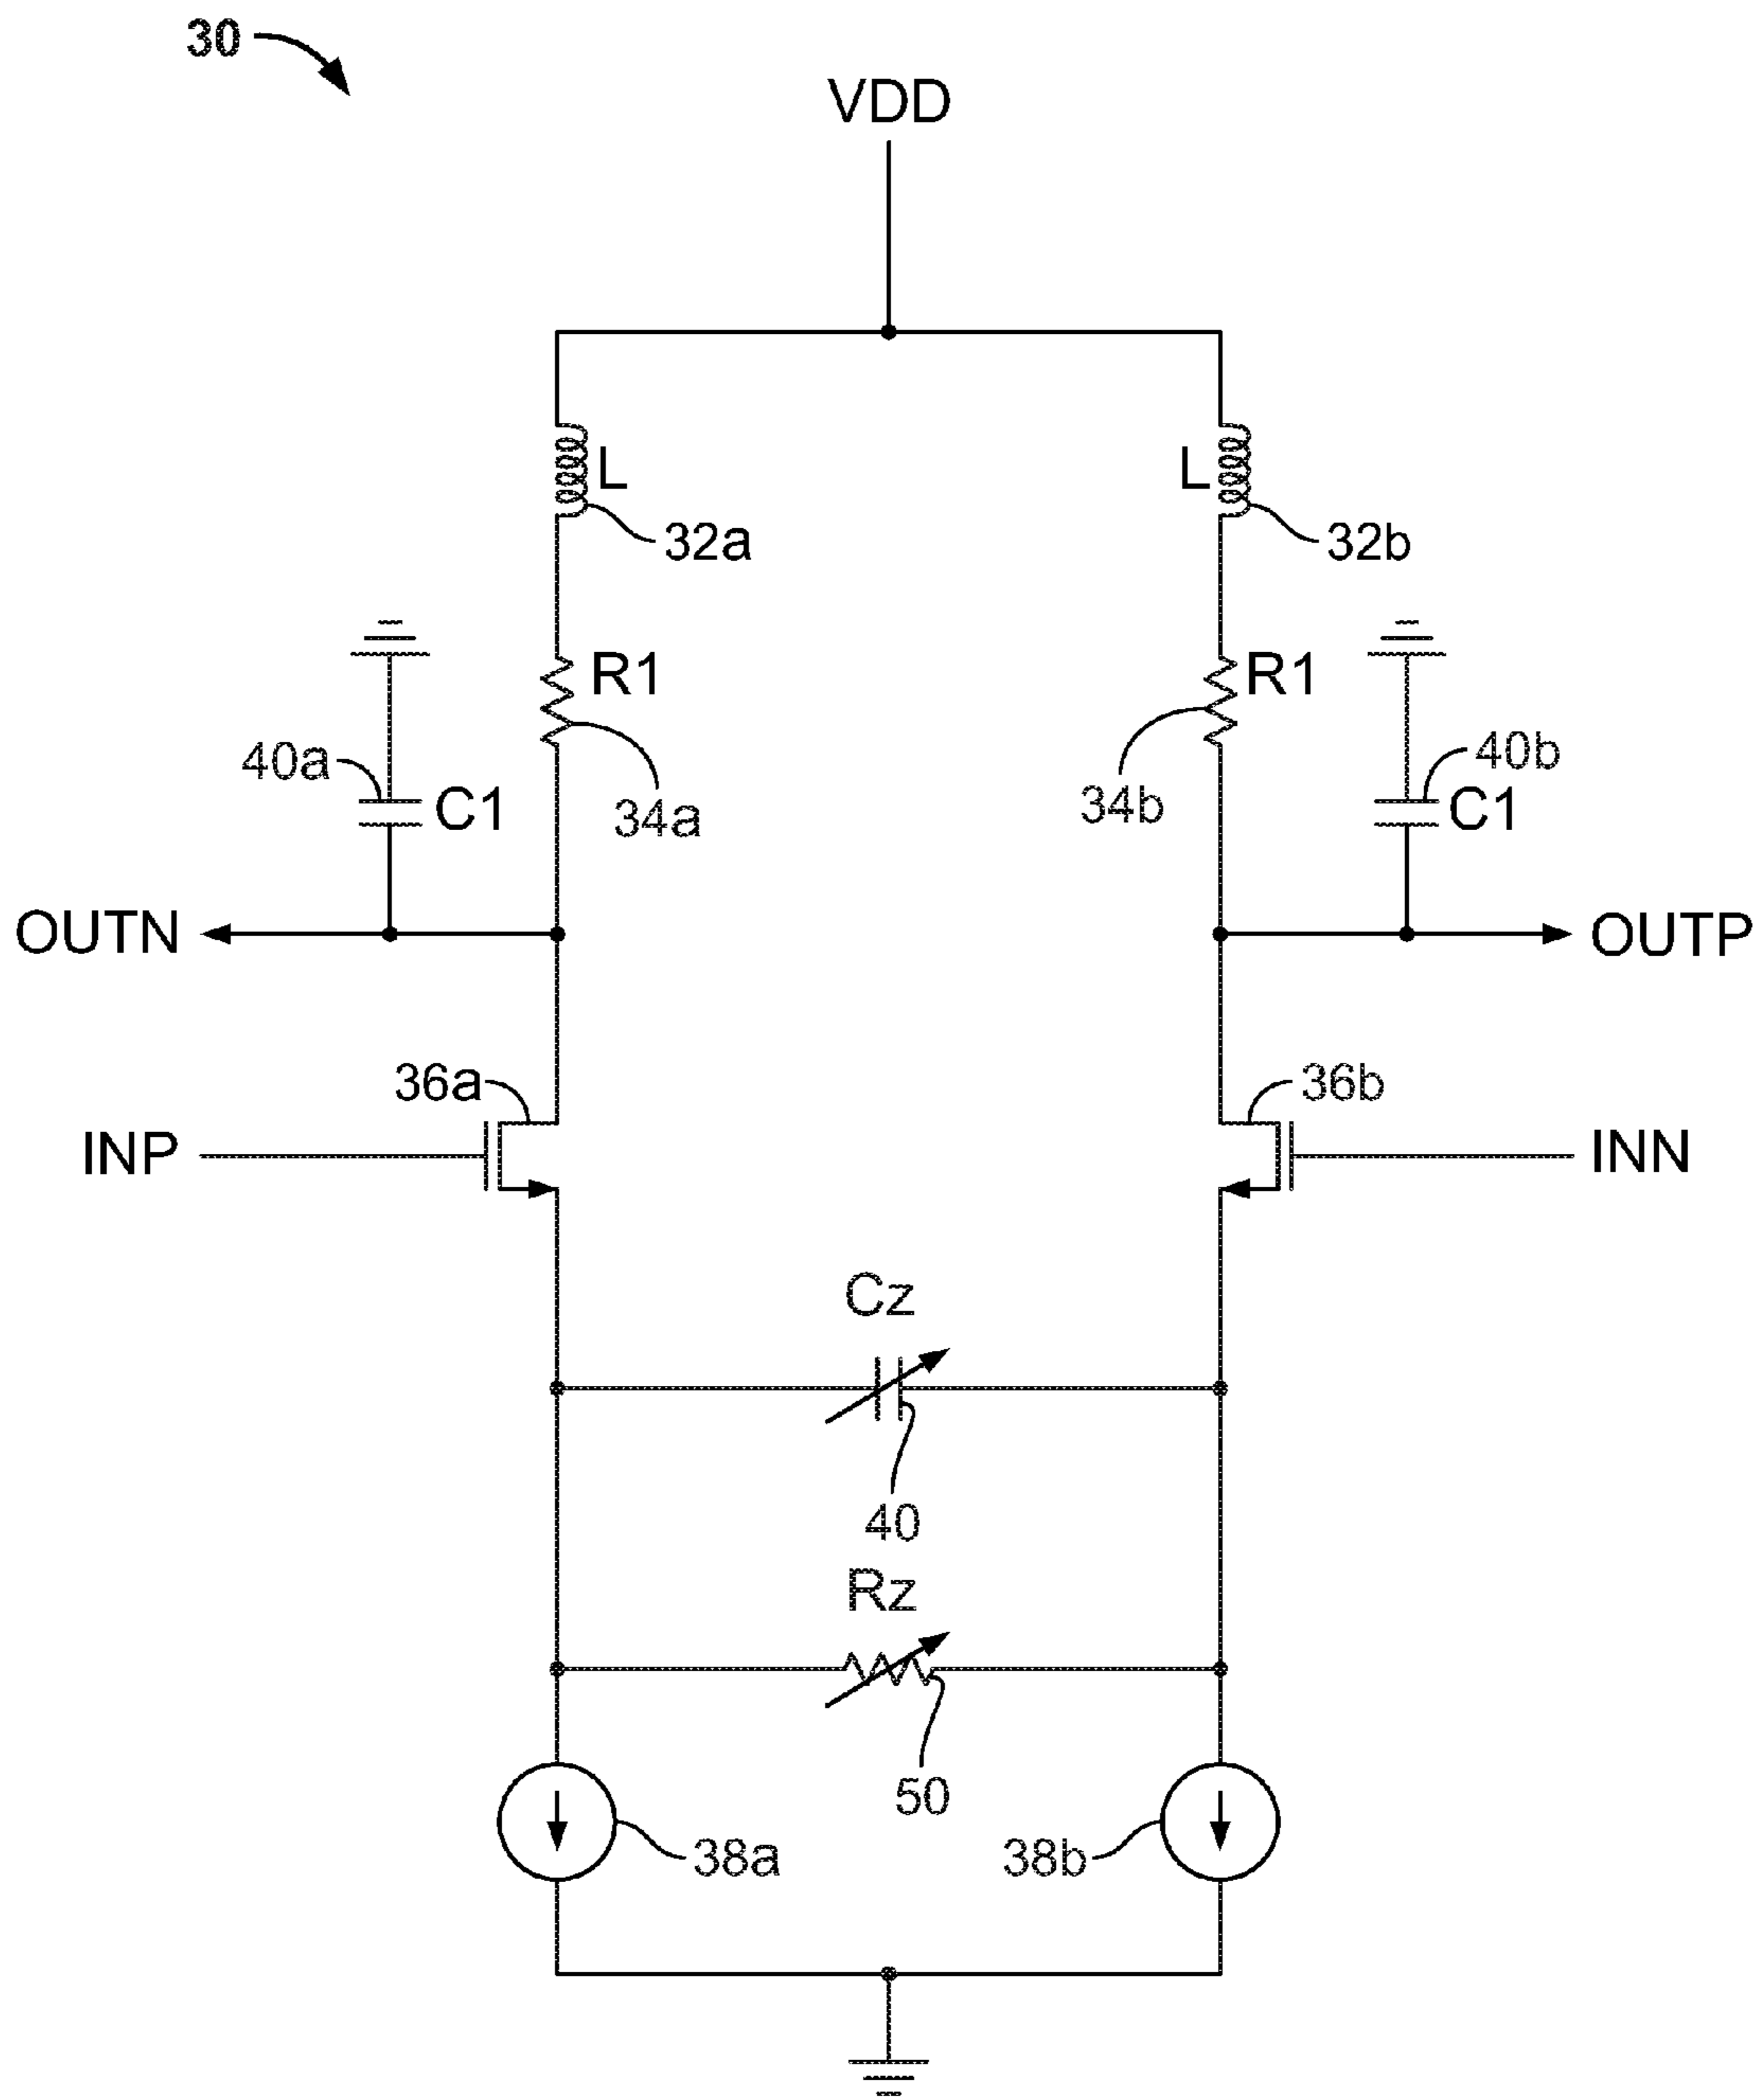 30
VDD
L
L
32a
32b
R1
R1
40a
40b
C1
C1
34a
34b
OUTN
OUTP
36a
36b
INP
INN
Cz
40
Rz
50
38a
38b